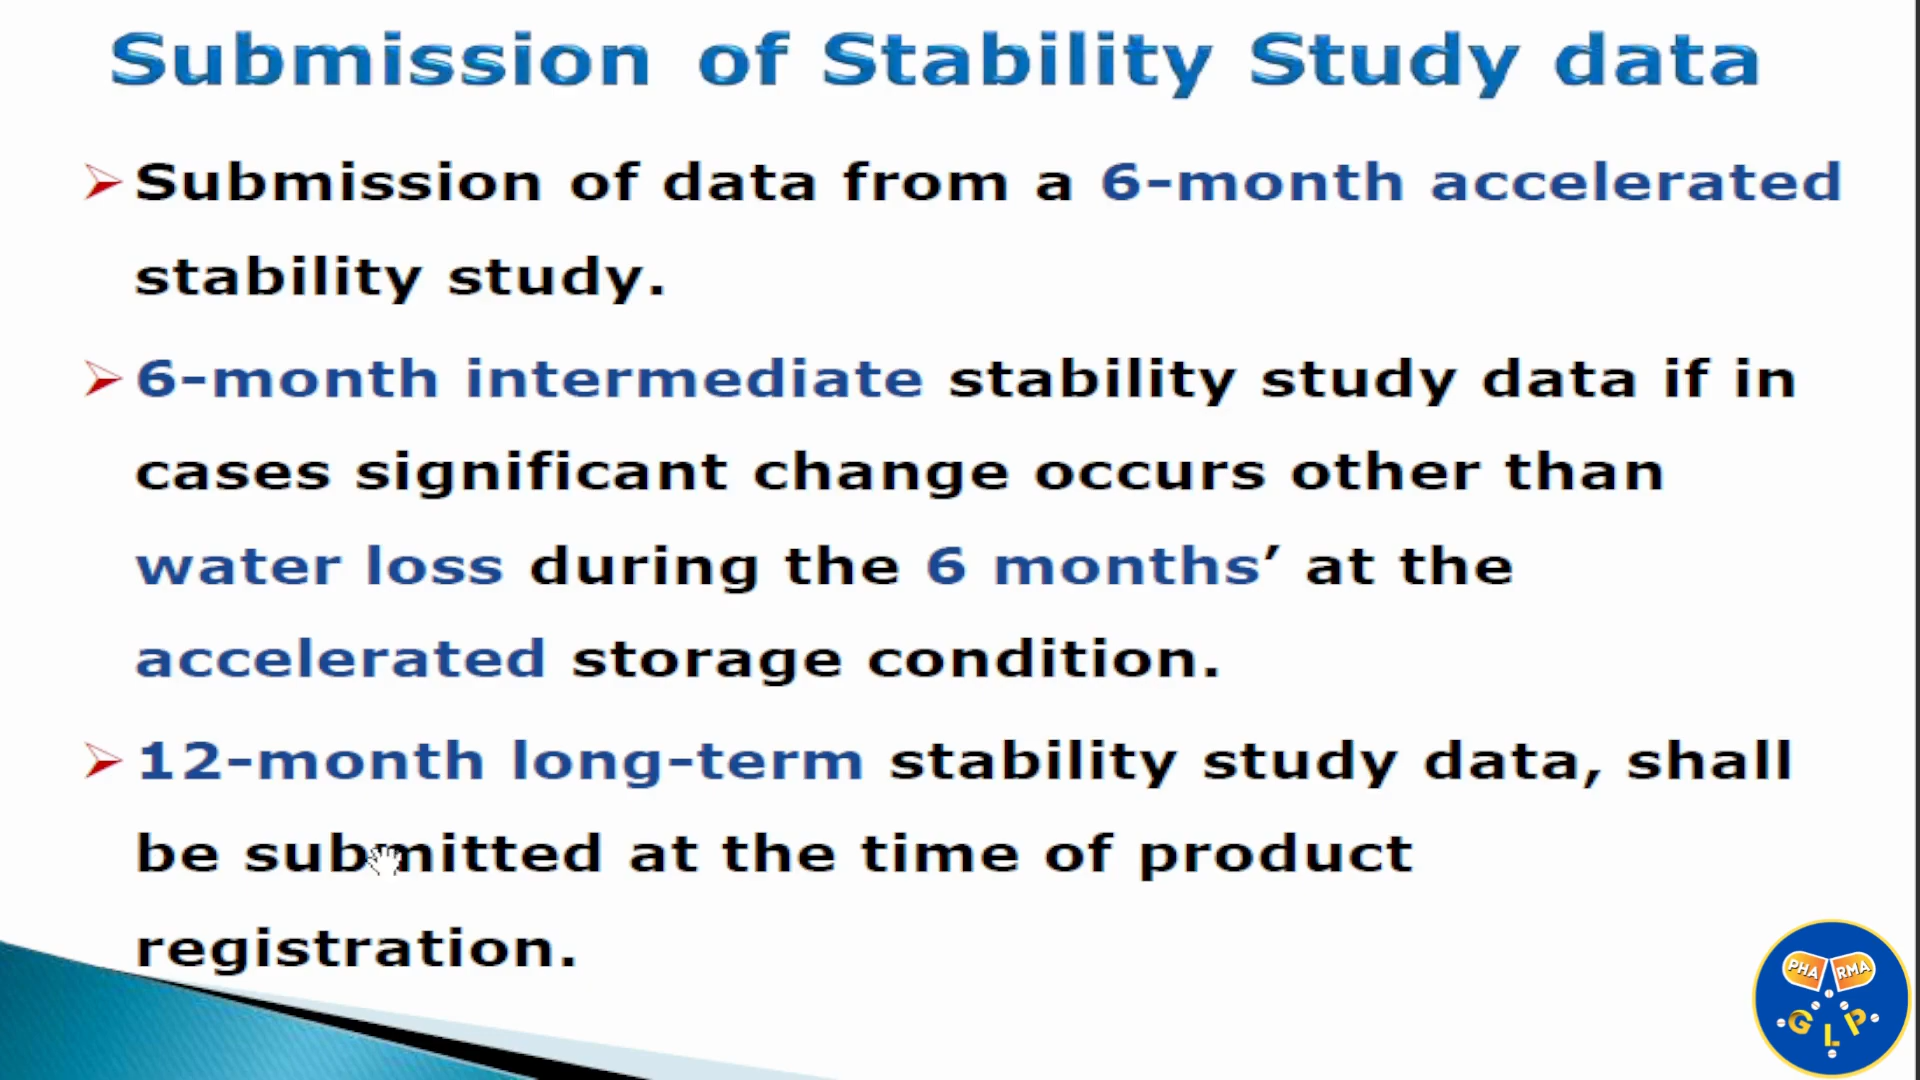 Submission of Stability Study data
Submission of data from a 6-month accelerated
stability study.
6-month intermediate stability study data if in
cases significant change occurs other than
water loss during the 6 months’ at the
accelerated storage condition.
12-month long-term stability study data, shall
be submitted at the time of product
registration.
PHARMA
GLP